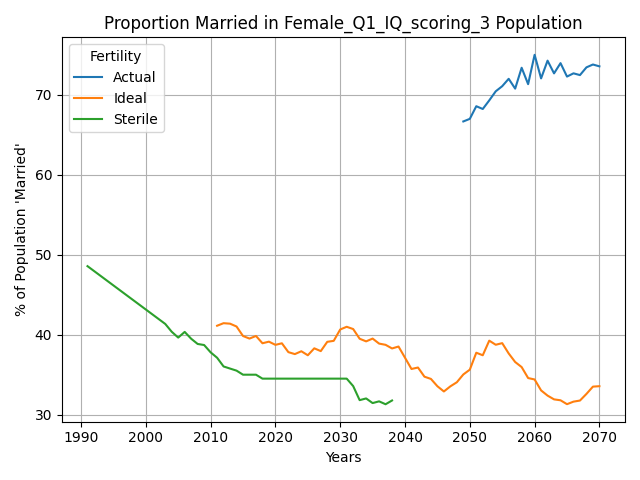 Proportion Married in Female_Q1_IQ_scoring_3 Population
Fertility
Actual
Ideal
Sterile
% of Population 'Married'
70
60
50
40
30
1990
2000
2010
2020
2030
2040
2050
2060
2070
Years